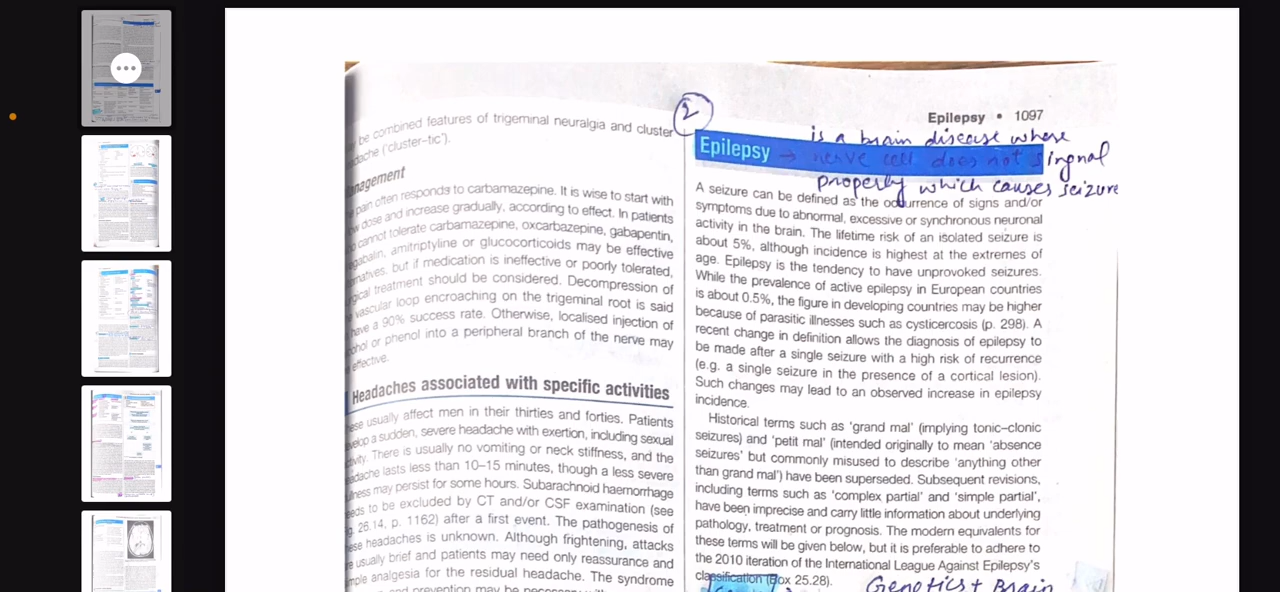 be combined features of trigeminal neuralgia and cluster
('cluster-tic').
pain often responds to carbamazepine. It is wise to start with
dose and increase gradually, according to effect. In patients
cannot tolerate carbamazepine, oxcarbazepine, gabapentin,
amitriptyline or glucocorticoids may be effective
but if medication is ineffective or poorly tolerated,
treatment should be considered. Decompression of
vascular loop encroaching on the trigeminal root is said
have a 90% success rate. Otherwise, localised injection of
or phenol into a peripheral branch of the nerve may
effective.
Headaches associated with specific activities
usually affect men in their thirties and forties. Patients
a sudden, severe headache with exertion, including sexual
There is usually no vomiting or neck stiffness, and the
lasts less than 10–15 minutes, though a less severe
may persist for some hours. Subarachnoid haemorrhage
to be excluded by CT and/or CSF examination (see
26.14, p. 1162) after a first event. The pathogenesis of
these headaches is unknown. Although frightening, attacks
usually brief and patients may need only reassurance and
analgesia for the residual headache. The syndrome
2
Epilepsy • 1097
is a brain disease where
Epilepsy → nerve cell does not signal
properly which causes seizure
A seizure can be defined as the occurrence of signs and/or
symptoms due to abnormal, excessive or synchronous neuronal
activity in the brain. The lifetime risk of an isolated seizure is
about 5%, although incidence is highest at the extremes of
age. Epilepsy is the tendency to have unprovoked seizures.
While the prevalence of active epilepsy in European countries
is about 0.5%, the figure in developing countries may be higher
because of parasitic illnesses such as cysticercosis (p. 298). A
recent change in definition allows the diagnosis of epilepsy to
be made after a single seizure with a high risk of recurrence
(e.g. a single seizure in the presence of a cortical lesion).
Such changes may lead to an observed increase in epilepsy
incidence.
Historical terms such as 'grand mal' (implying tonic–clonic
seizures) and 'petit mal' (intended originally to mean 'absence
seizures' but commonly misused to describe 'anything other
than grand mal') have been superseded. Subsequent revisions,
including terms such as 'complex partial' and 'simple partial',
have been imprecise and carry little information about underlying
pathology, treatment or prognosis. The modern equivalents for
these terms will be given below, but it is preferable to adhere to
the 2010 iteration of the International League Against Epilepsy's
classification (Box 25.28).
Genetics + Brain